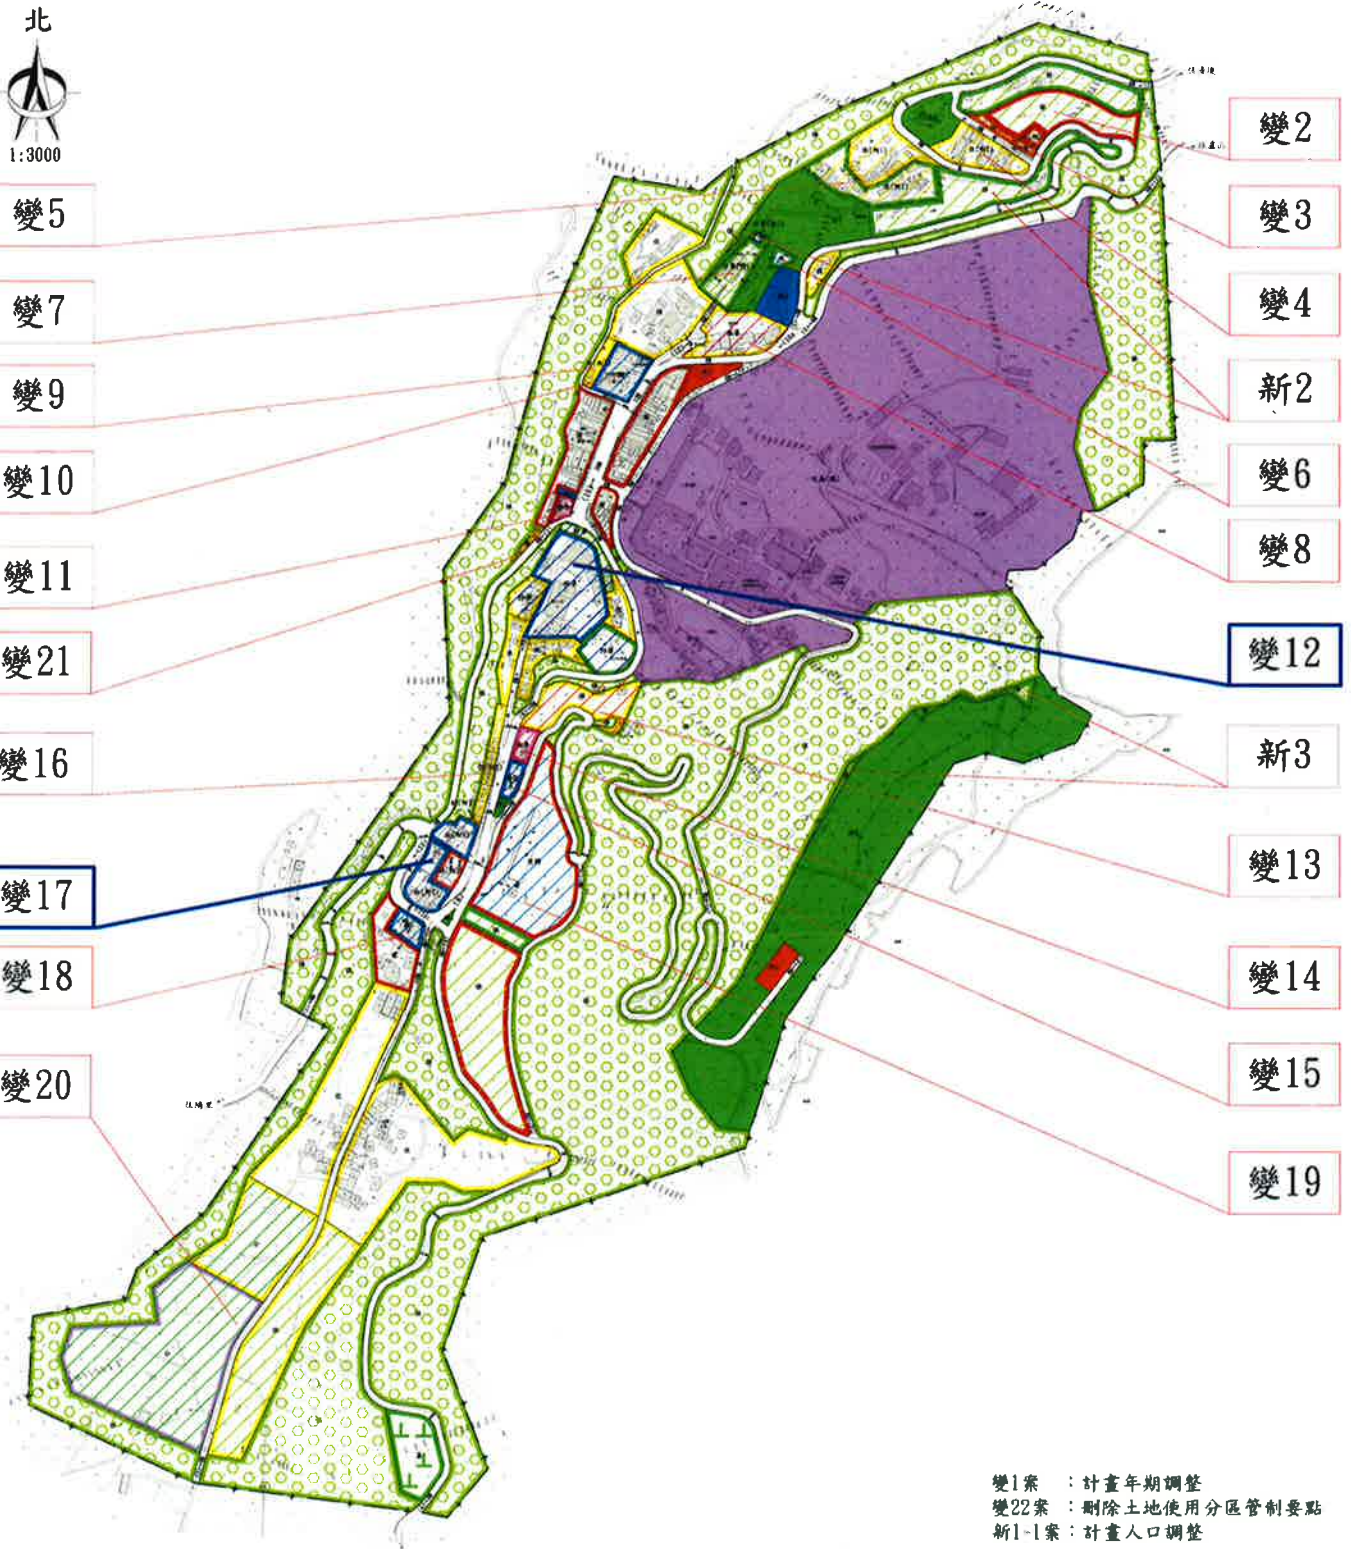 北
1:3000
變5
變7
變9
變10
變11
變21
變16
變17
變18
變20
變2
變3
變4
新2
變6
變8
變12
新3
變13
變14
變15
變19
往廬山
變1案 :計畫年期調整
變22案 :刪除土地使用分區管制要點
新1-1案:計畫人口調整